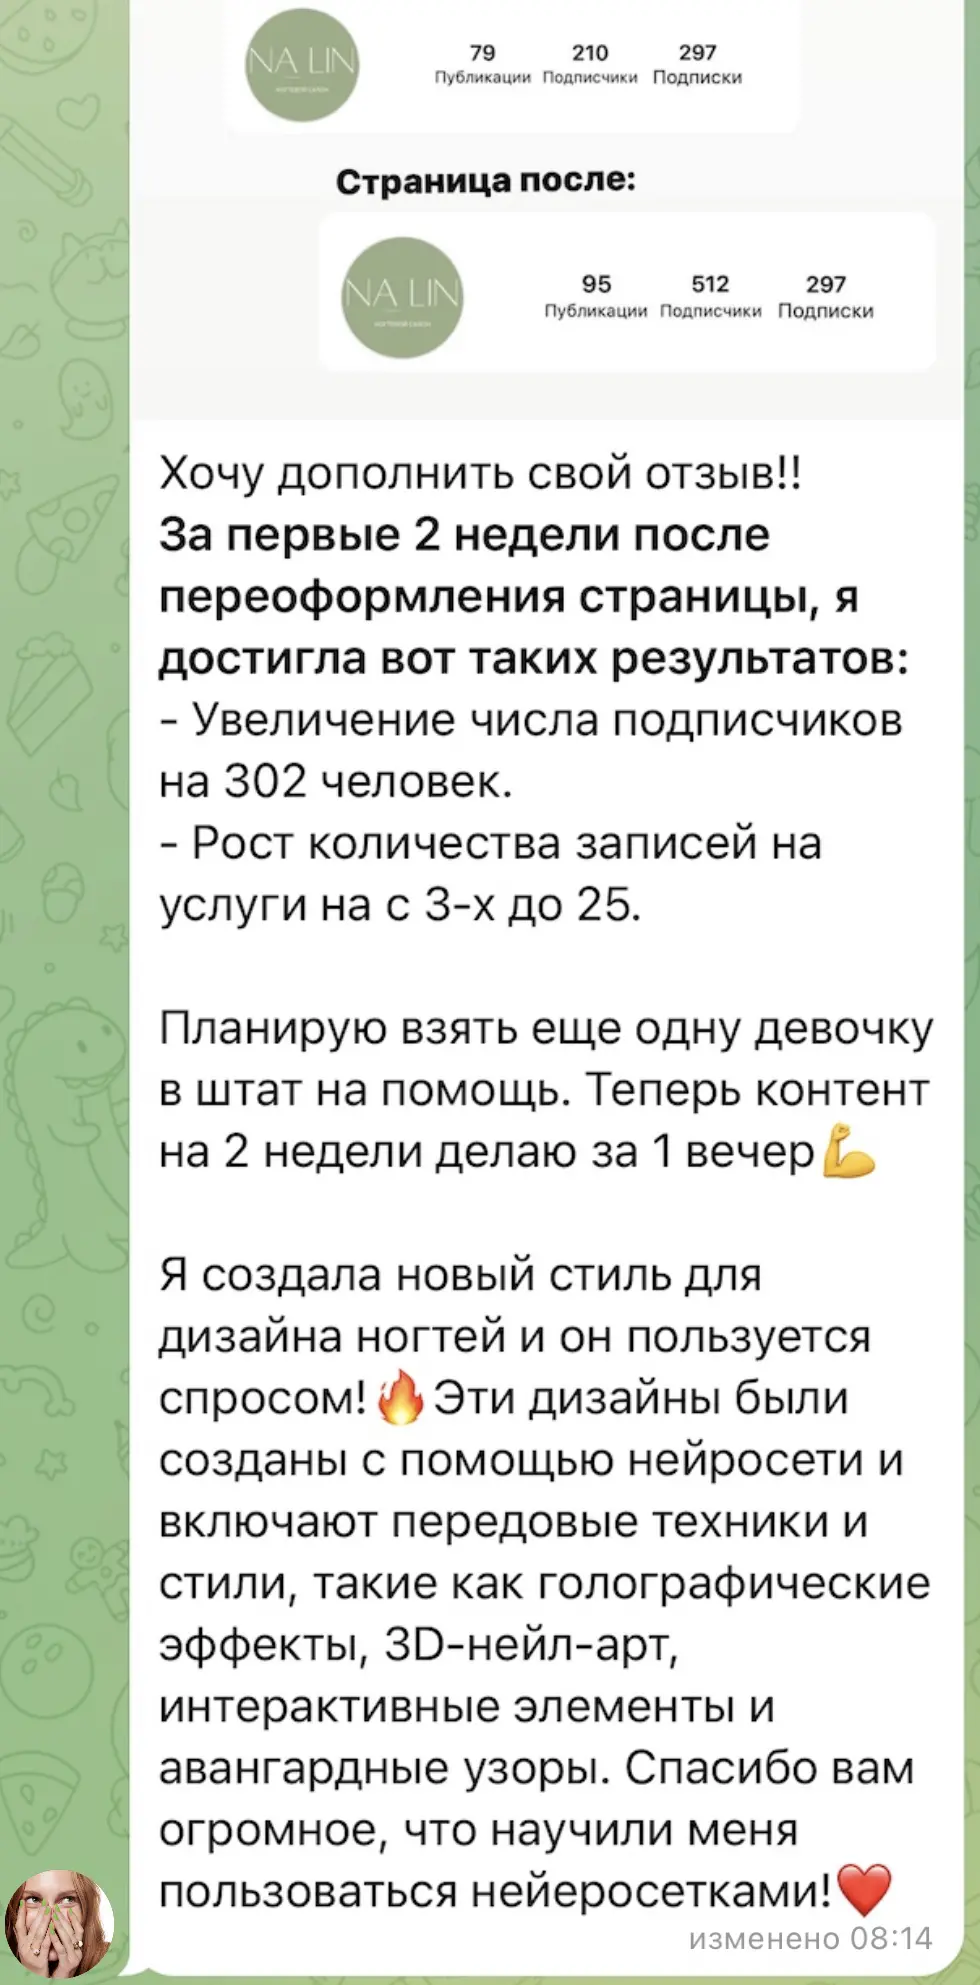 NA LIN
НОГТЕВОЙ САЛОН
79 210 297
Публикации Подписчики Подписки
Страница после:
NA LIN
НОГТЕВОЙ САЛОН
95 512 297
Публикации Подписчики Подписки
Хочу дополнить свой отзыв!!
За первые 2 недели после
переоформления страницы, я
достигла вот таких результатов:
- Увеличение числа подписчиков
на 302 человек.
- Рост количества записей на
услуги на с 3-х до 25.
Планирую взять еще одну девочку
в штат на помощь. Теперь контент
на 2 недели делаю за 1 вечер💪
Я создала новый стиль для
дизайна ногтей и он пользуется
спросом!🔥Эти дизайны были
созданы с помощью нейросети и
включают передовые техники и
стили, такие как голографические
эффекты, 3D-нейл-арт,
интерактивные элементы и
авангардные узоры. Спасибо вам
огромное, что научили меня
пользоваться нейеросетками!❤️
изменено 08:14